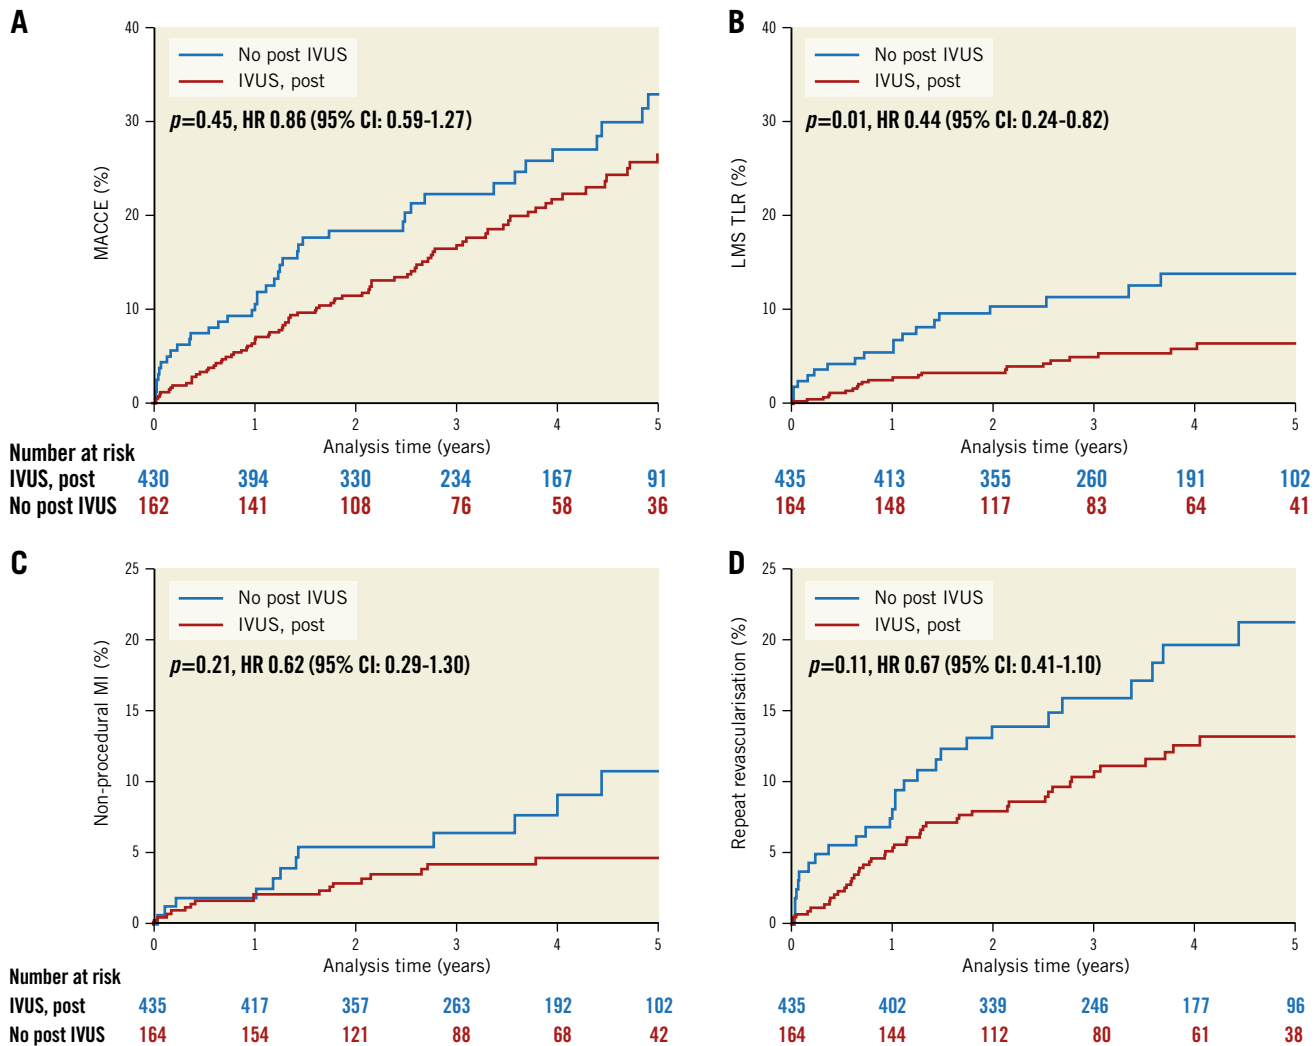 A
40
30
20
10
0
MACCE (%)
No post IVUS
IVUS, post
p=0.45, HR 0.86 (95% CI: 0.59-1.27)
0 1 2 3 4 5
Analysis time (years)
B
40
30
20
10
0
LMS TLR (%)
No post IVUS
IVUS, post
p=0.01, HR 0.44 (95% CI: 0.24-0.82)
0 1 2 3 4 5
Analysis time (years)
Number at risk
IVUS, post 430 394 330 234 167 91 435 413 355 260 191 102
No post IVUS 162 141 108 76 58 36 164 148 117 83 64 41
C
25
20
15
10
5
0
Non-procedural MI (%)
No post IVUS
IVUS, post
p=0.21, HR 0.62 (95% CI: 0.29-1.30)
0 1 2 3 4 5
Analysis time (years)
D
25
20
15
10
5
0
Repeat revascularisation (%)
No post IVUS
IVUS, post
p=0.11, HR 0.67 (95% CI: 0.41-1.10)
0 1 2 3 4 5
Analysis time (years)
Number at risk
IVUS, post 435 417 357 263 192 102 435 402 339 246 177 96
No post IVUS 164 154 121 88 68 42 164 144 112 80 61 38